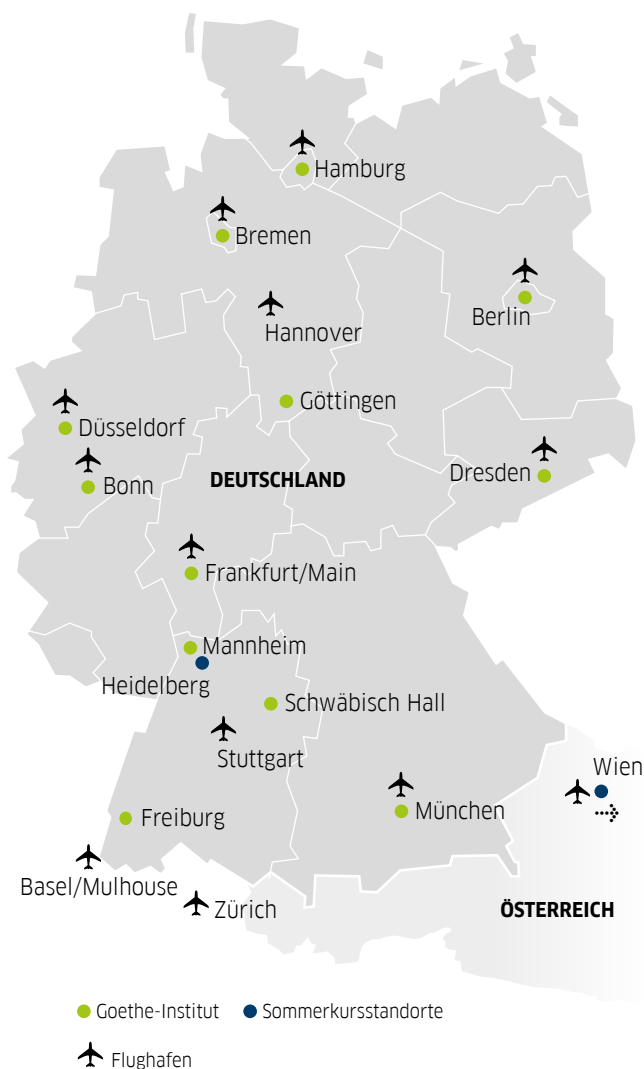 Hamburg
Bremen
Berlin
Hannover
Göttingen
Düsseldorf
Bonn
DEUTSCHLAND
Dresden
Frankfurt/Main
Mannheim
Heidelberg
Schwäbisch Hall
Stuttgart
Wien
München
Freiburg
Basel/Mulhouse
Zürich
ÖSTERREICH
Goethe-Institut
Sommerkursstandorte
Flughafen